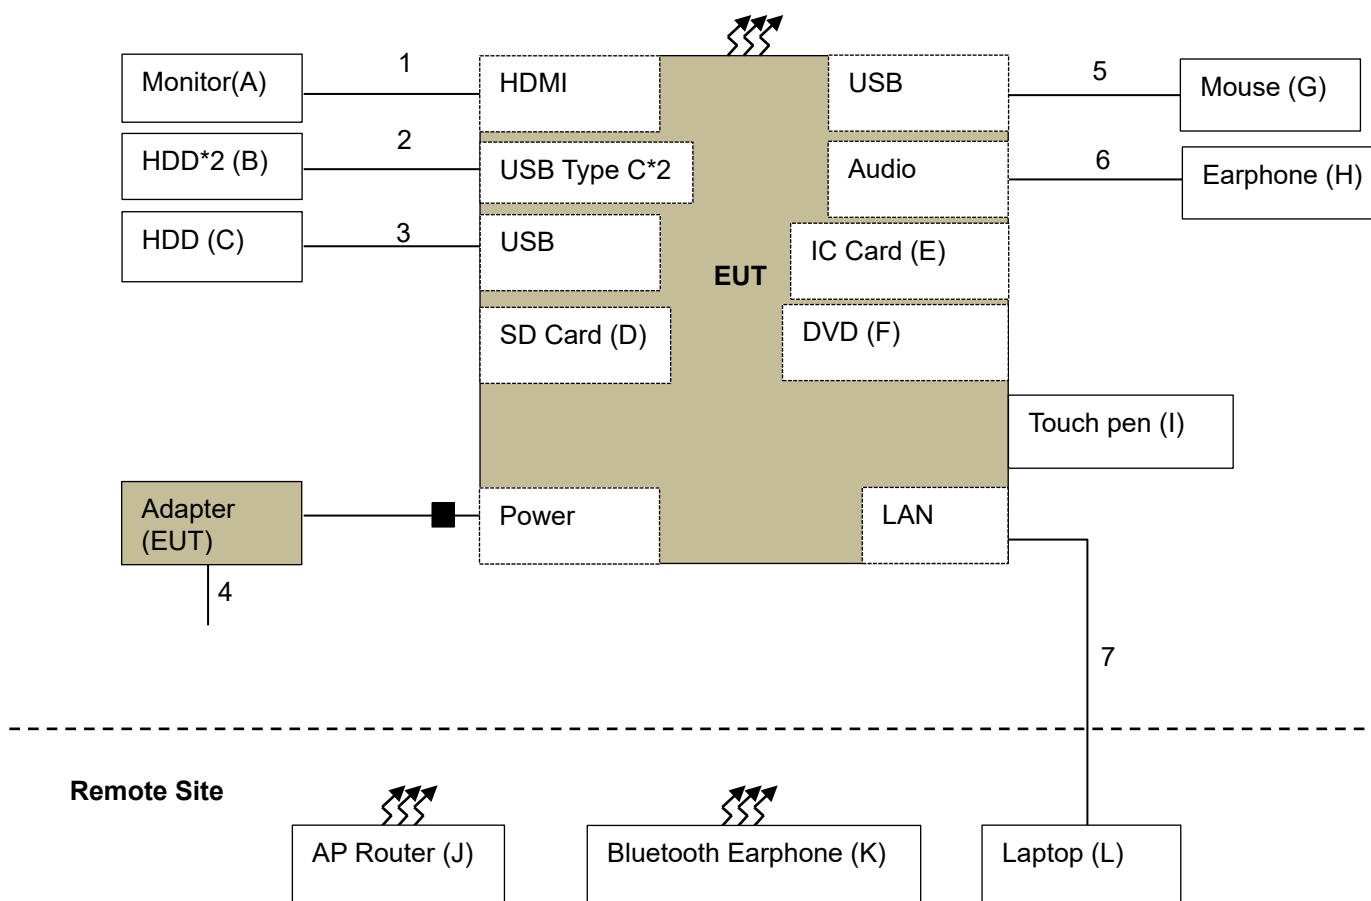 1
Monitor(A)
HDMI
USB
5
Mouse (G)
2
HDD*2 (B)
USB Type C*2
Audio
6
Earphone (H)
3
HDD (C)
USB
EUT
IC Card (E)
SD Card (D)
DVD (F)
Touch pen (I)
Adapter
(EUT)
Power
LAN
4
7
Remote Site
AP Router (J)
Bluetooth Earphone (K)
Laptop (L)